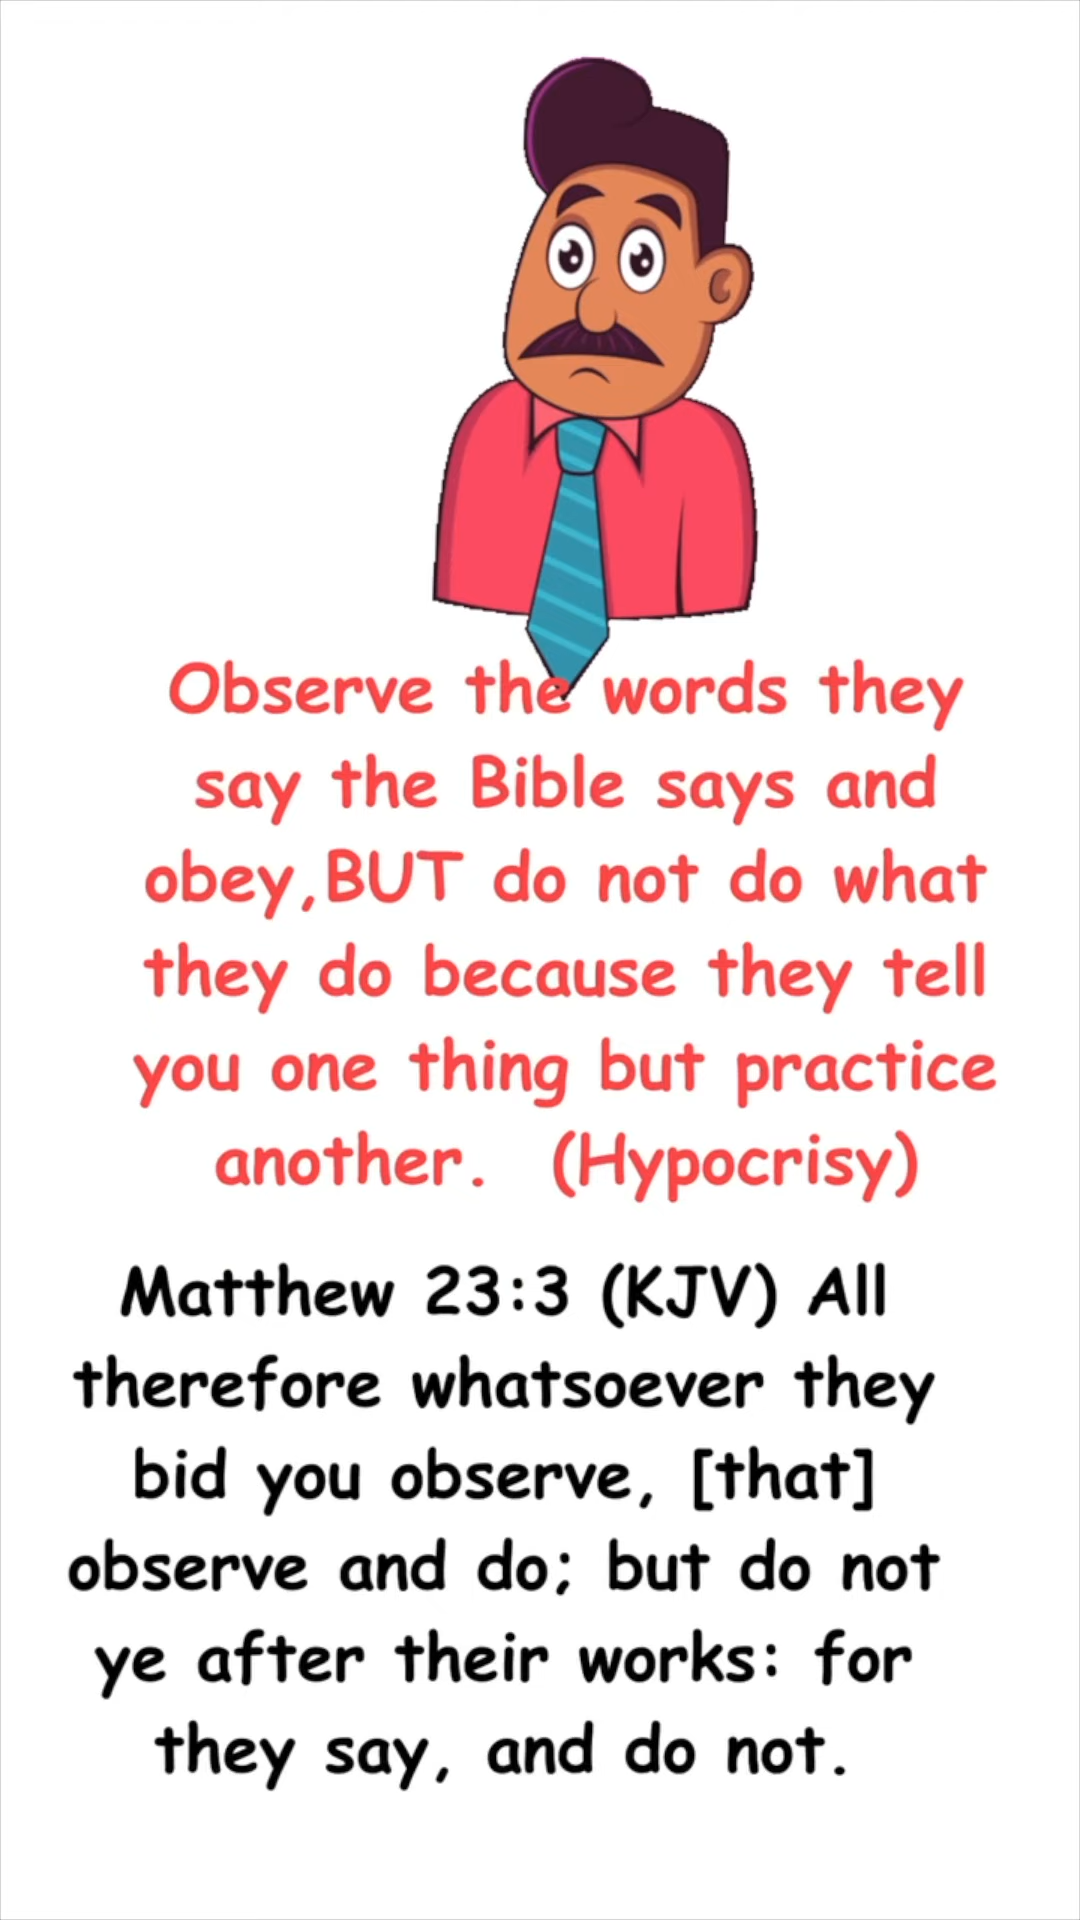 Observe the words they
say the Bible says and
obey,BUT do not do what
they do because they tell
you one thing but practice
another. (Hypocrisy)
Matthew 23:3 (KJV) All
therefore whatsoever they
bid you observe, [that]
observe and do; but do not
ye after their works: for
they say, and do not.